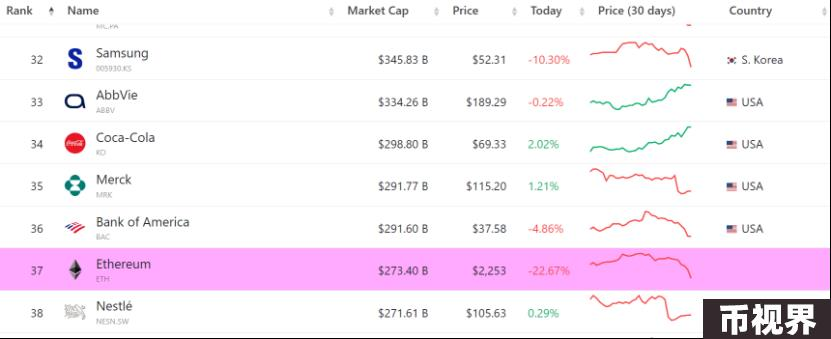 Rank Name Market Cap Price Today Price (30 days) Country
MC.PA
32 Samsung $345.83 B $52.31 -10.30% S. Korea
005930.KS
33 AbbVie $334.26 B $189.29 -0.22% USA
ABBV
34 Coca-Cola $298.80 B $69.33 2.02% USA
KO
35 Merck $291.77 B $115.20 1.21% USA
MRK
36 Bank of America $291.60 B $37.58 -4.86% USA
BAC
37 Ethereum $273.40 B $2,253 -22.67%
ETH
38 Nestlé $271.61 B $105.63 0.29%
NESN.SW
币视界